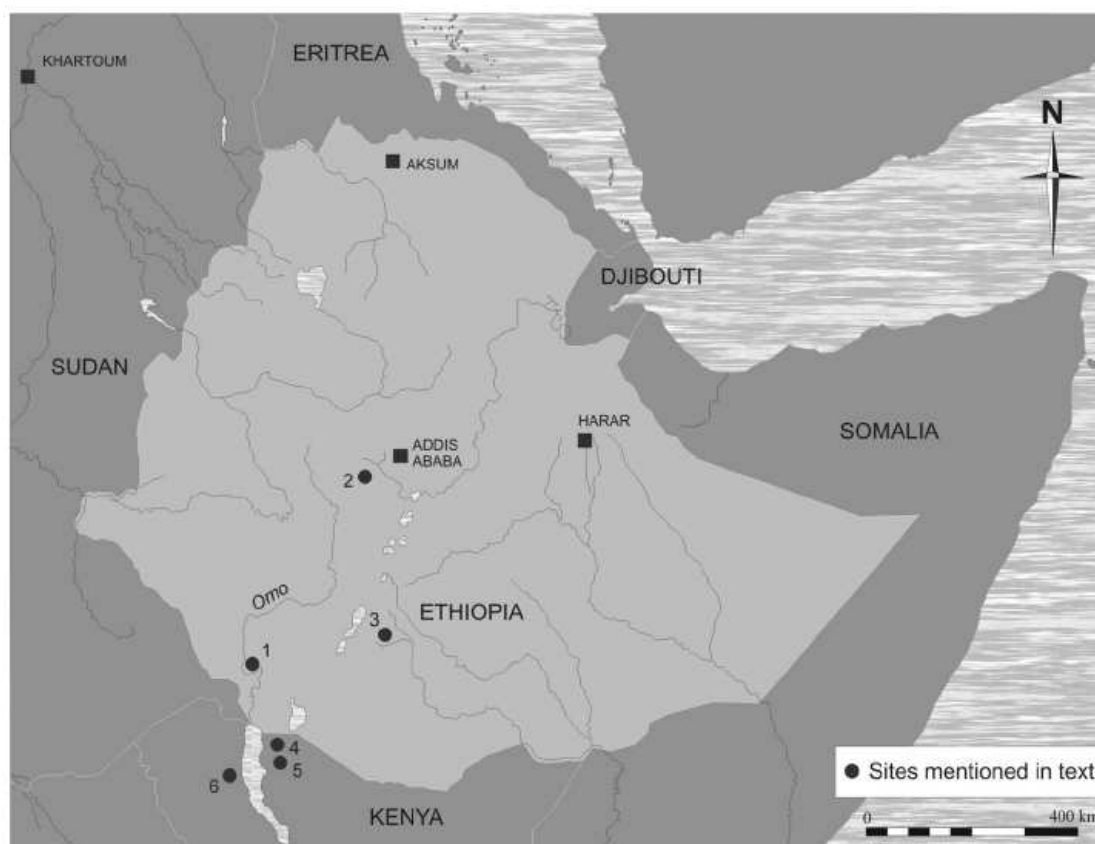 ERITREA
KHARTOUM
N
AKSUM
DJIBOUTI
SUDAN
HARAR
SOMALIA
ADDIS
ABABA
2
Omo
ETHIOPIA
3
1
4
5
6
Sites mentioned in text
KENYA
0 400 km